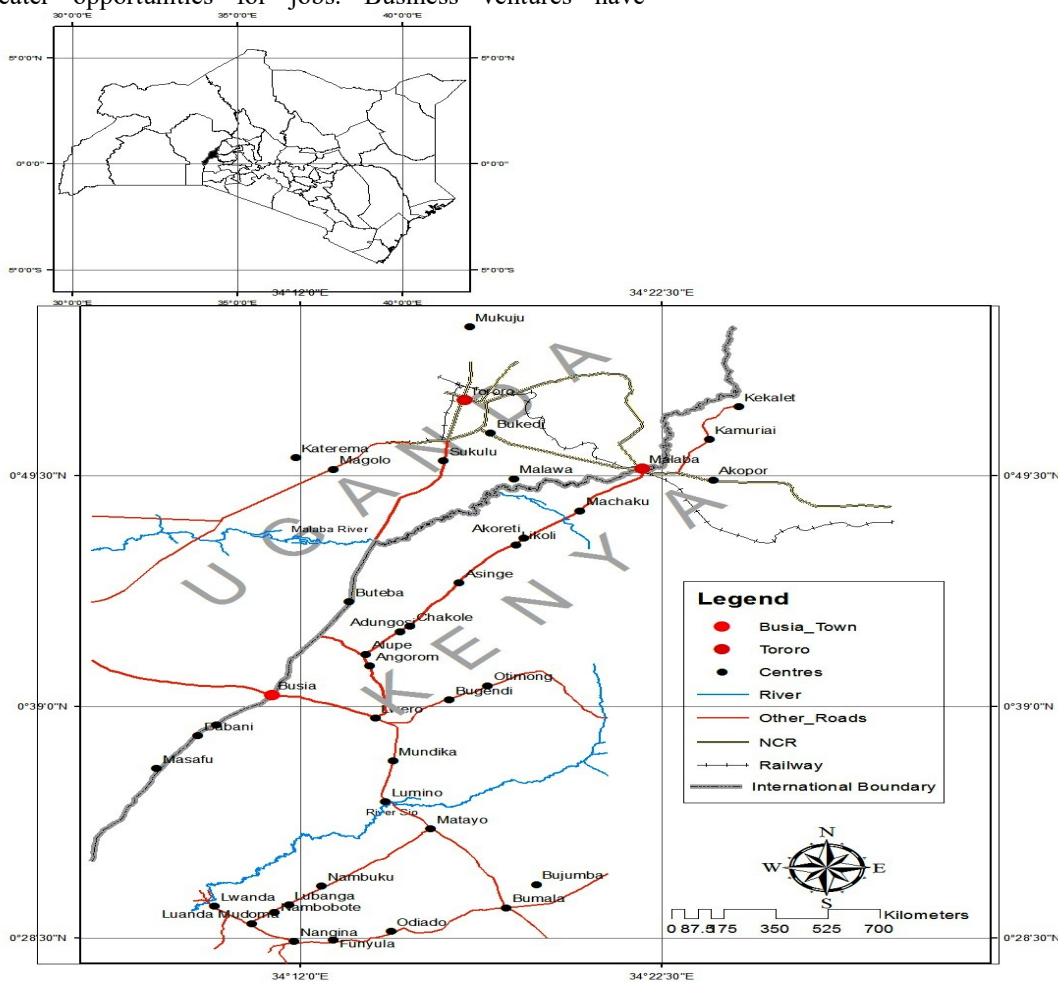 eater opportunities for jobs. Business ventures have
30°0'0"E 35°0'0"E 40°0'0"E
5°0'0"N 5°0'0"N
0°0'0" 0°0'0"
5°0'0"S 5°0'0"S
30°0'0"E 35°0'0"E 40°0'0"E
34°12'0"E 34°22'30"E
Mukuju
Tororo
Kekalet
Bukedi
Kamuriai
Katerema
Sukulu
Magolo
Malaba
Malawa
Akopor
0°49'30"N 0°49'30"N
Machaku
Malaba River
Akoreti
Asinge
Buteba
UGANDA
KENYA
Adungosi
Chakole
Alupe
Angorom
Otimong
Busia
Bugendi
0°39'0"N 0°39'0"N
Dabani
Mundika
Masafu
Lumino
River Sio
Matayo
Nambuku
Bujumba
Lwanda
Lubanga
Bumala
Luanda Mudoma
Nambobote
Odiado
Nangina
Funyula
0°28'30"N 0°28'30"N
34°12'0"E 34°22'30"E
Legend
Busia_Town
Tororo
Centres
River
Other_Roads
NCR
Railway
International Boundary
N
W E
S
Kilometers
0 87.5 175 350 525 700